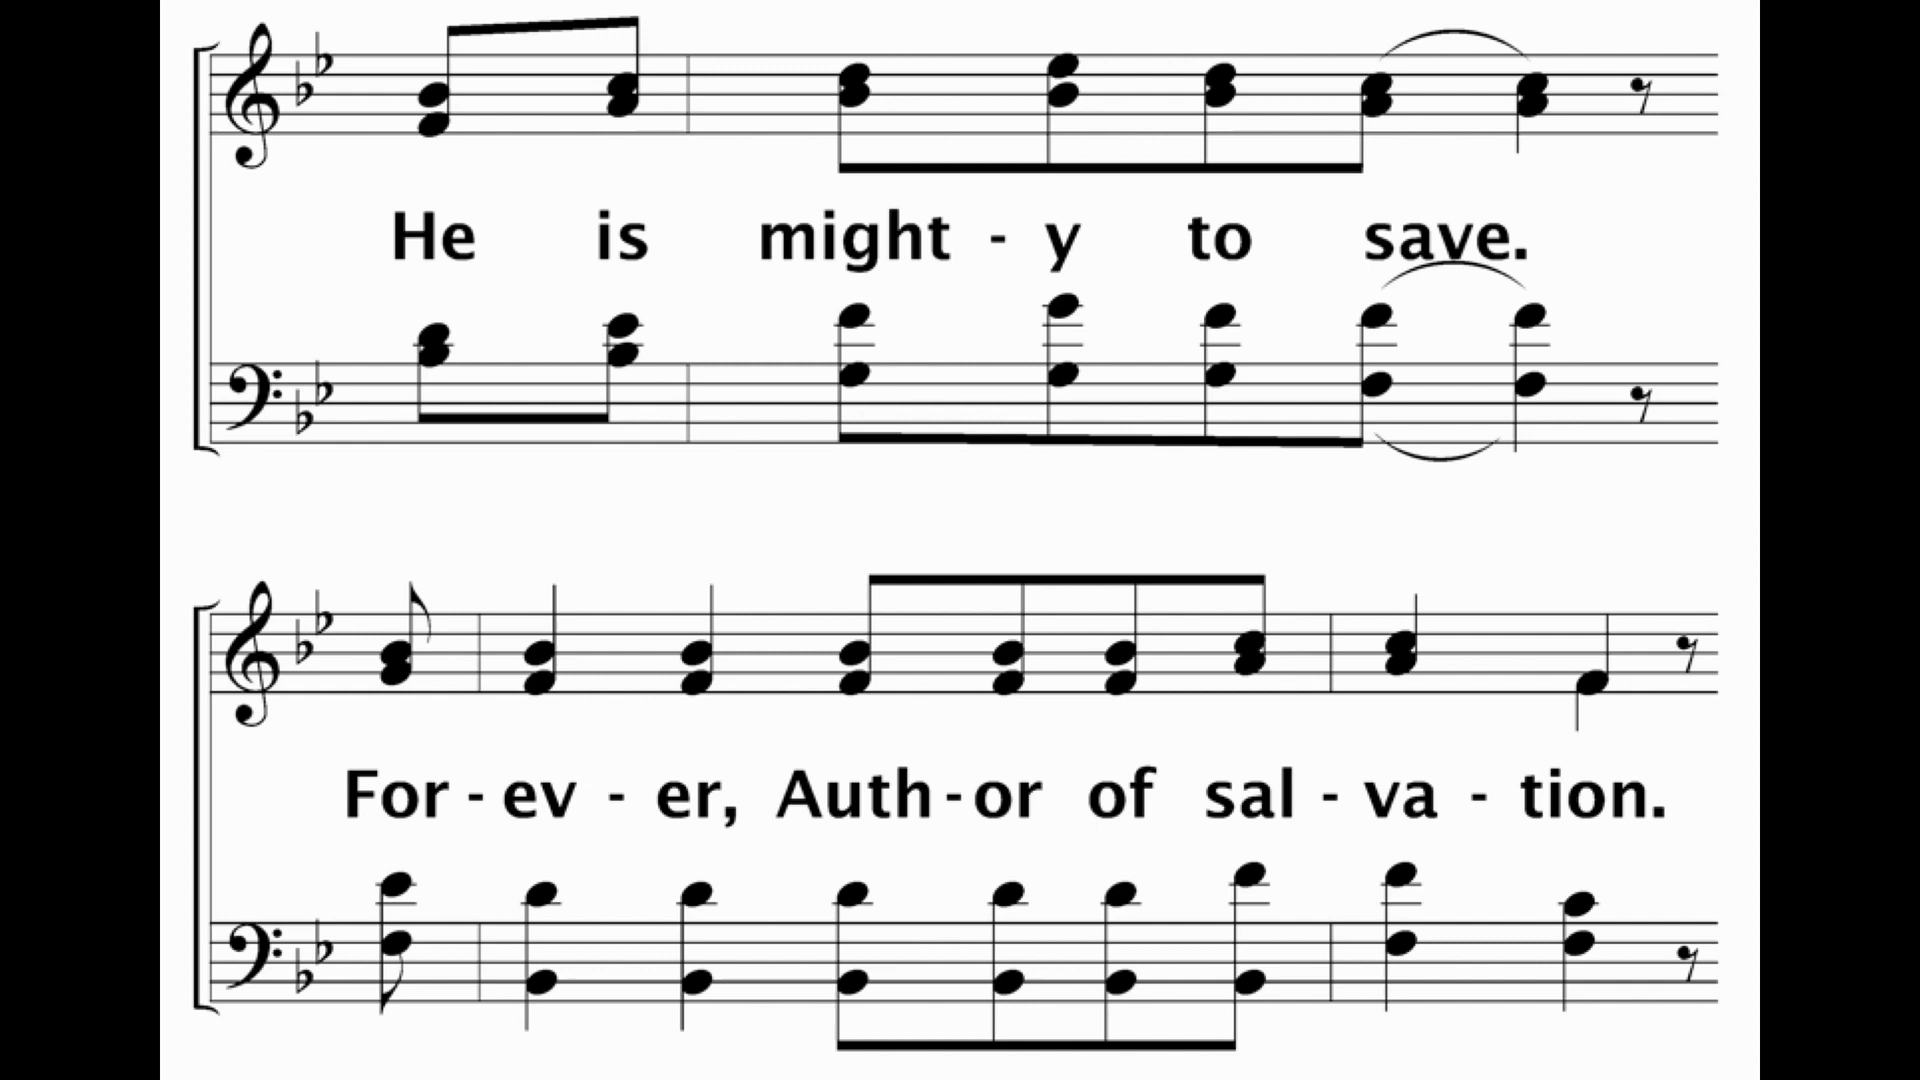 He is might - y to save.
For - ev - er, Auth - or of sal - va - tion.